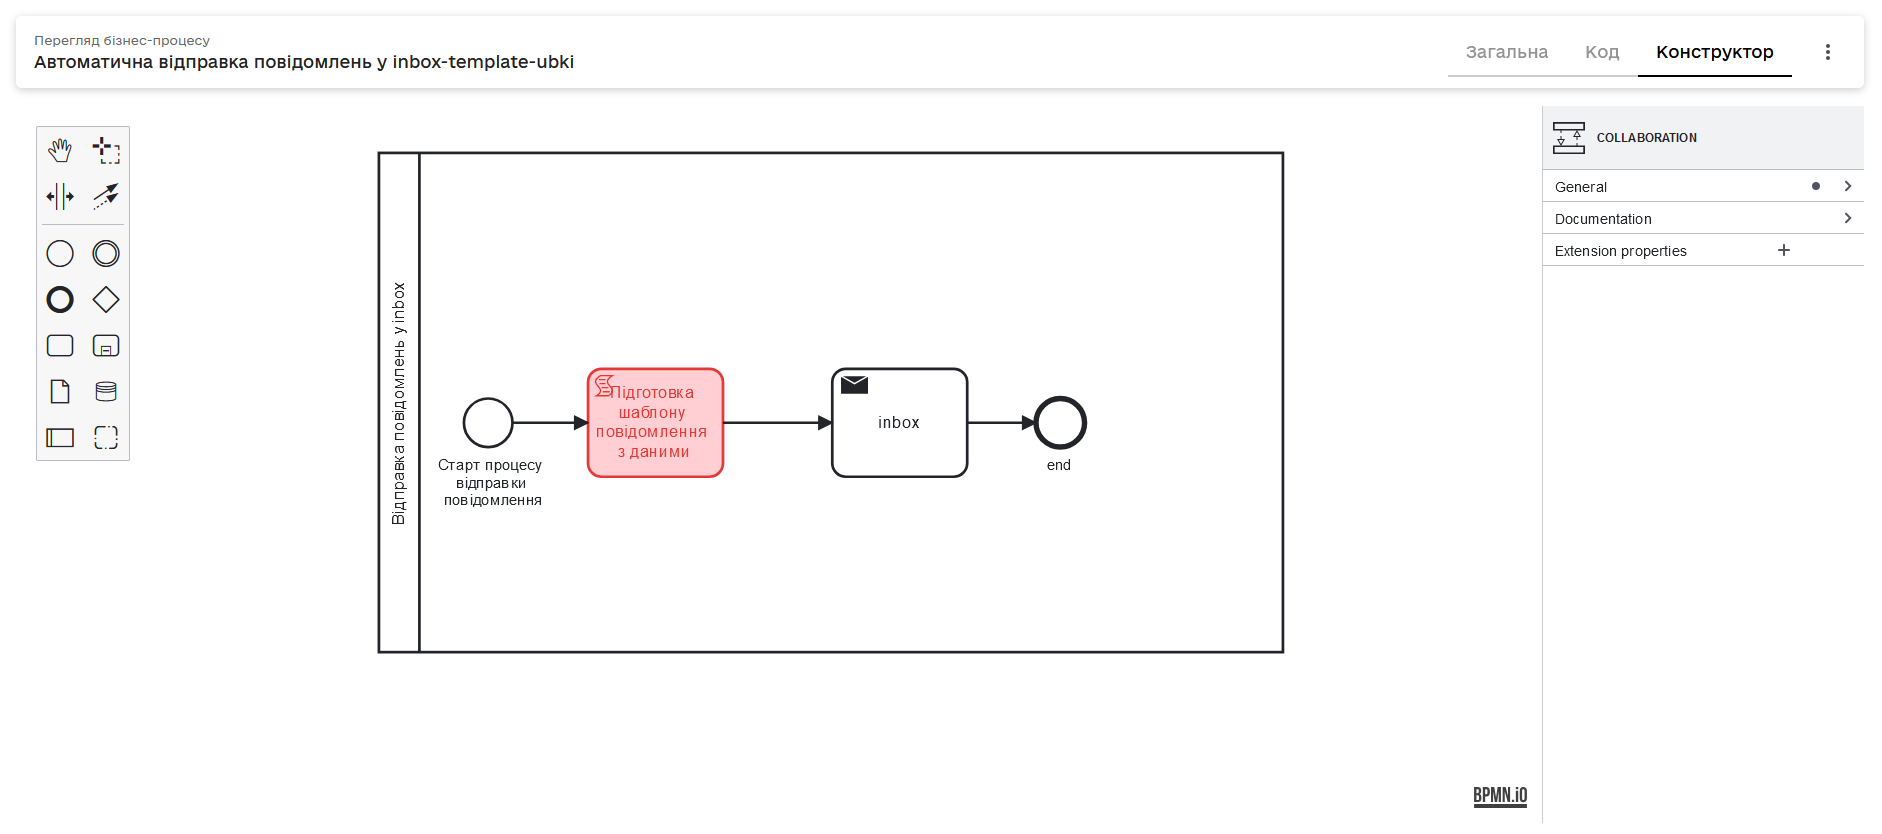 Перегляд бізнес-процесу
Автоматична відправка повідомлень у inbox-template-ubki
Загальна
Код
Конструктор
COLLABORATION
General
Documentation
Extension properties
Відправка повідомлень у inbox
Підготовка
шаблону
повідомлення
з даними
inbox
Старт процесу
відправки
повідомлення
end
BPMN.iO